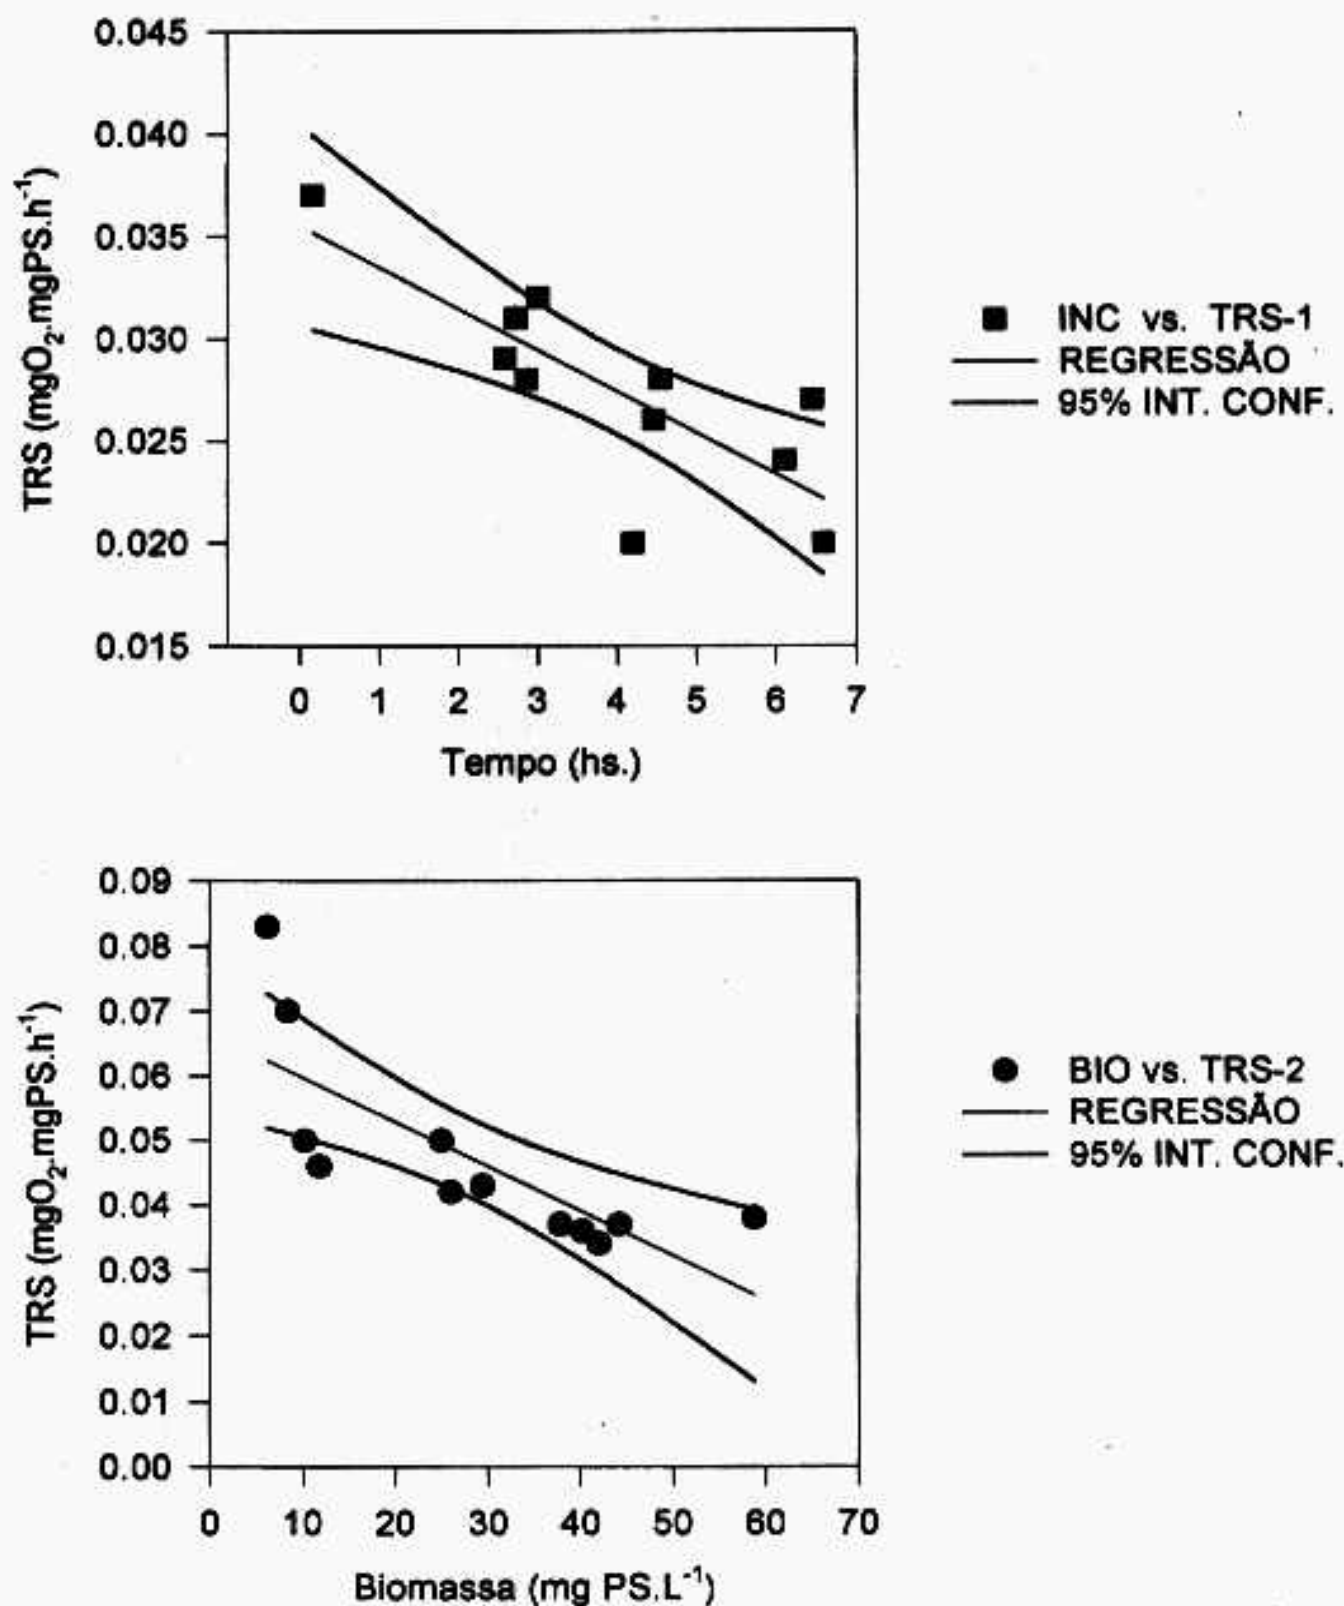 0.045
0.040
0.035
0.030
0.025
0.020
0.015
TRS (mgO2.mgPS.h-1)
0 1 2 3 4 5 6 7
Tempo (hs.)
INC vs. TRS-1
REGRESSÃO
95% INT. CONF.
0.09
0.08
0.07
0.06
0.05
0.04
0.03
0.02
0.01
0.00
TRS (mgO2.mgPS.h-1)
0 10 20 30 40 50 60 70
Biomassa (mg PS.L-1)
BIO vs. TRS-2
REGRESSÃO
95% INT. CONF.